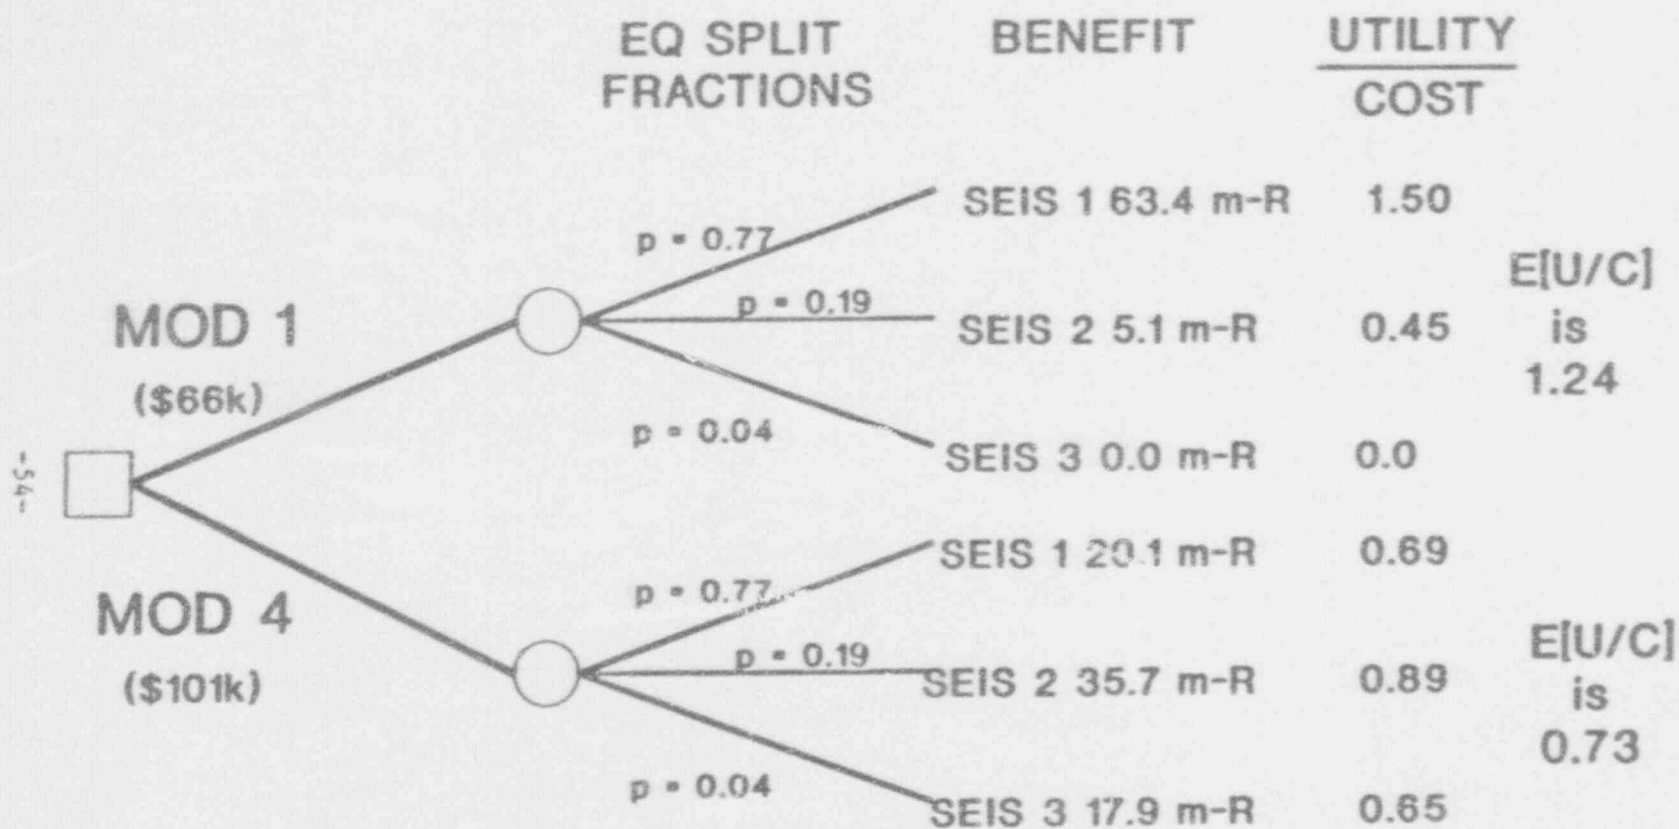 EQ SPLIT
FRACTIONS
BENEFIT
UTILITY
COST
MOD 1
($66k)
p = 0.77
SEIS 1 63.4 m-R 1.50
p = 0.19
SEIS 2 5.1 m-R 0.45
p = 0.04
SEIS 3 0.0 m-R 0.0
E[U/C]
is
1.24
-54-
MOD 4
($101k)
p = 0.77
SEIS 1 20.1 m-R 0.69
p = 0.19
SEIS 2 35.7 m-R 0.89
p = 0.04
SEIS 3 17.9 m-R 0.65
E[U/C]
is
0.73